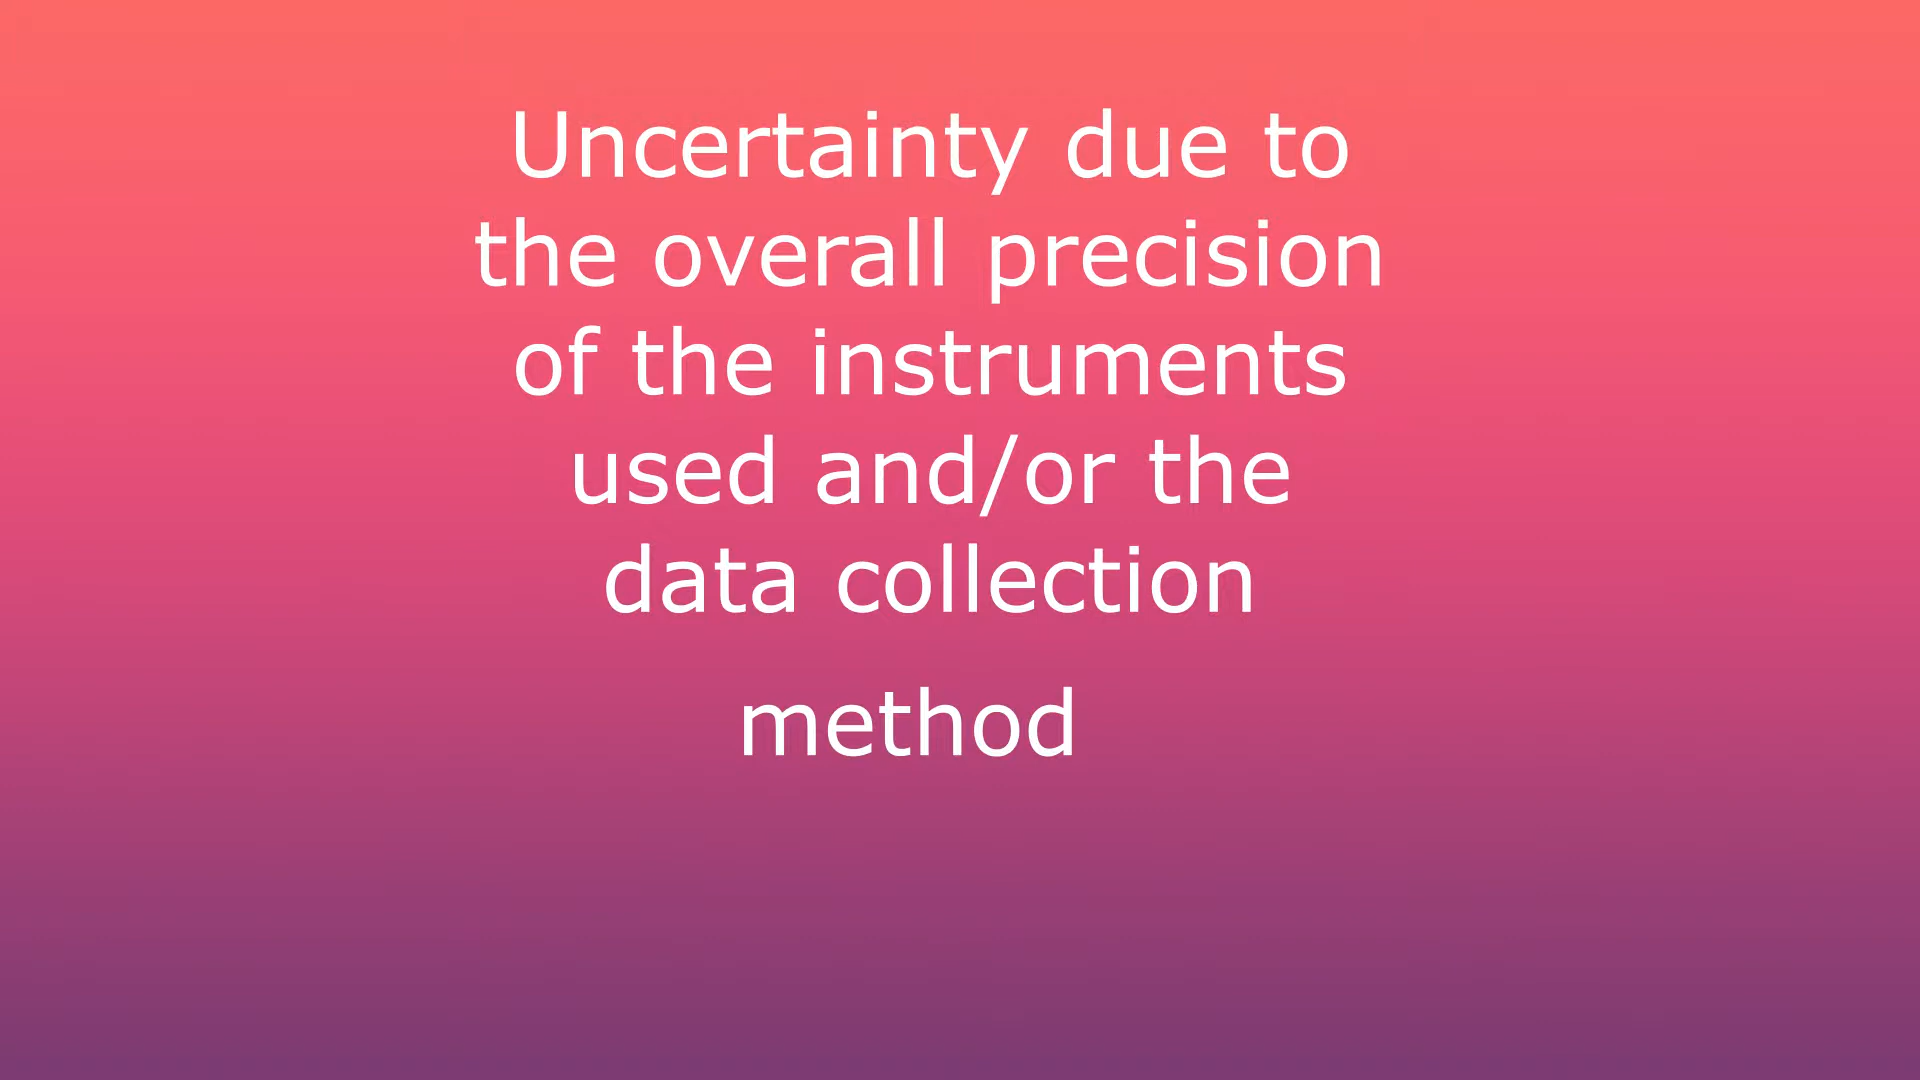 Uncertainty due to
the overall precision
of the instruments
used and/or the
data collection
method